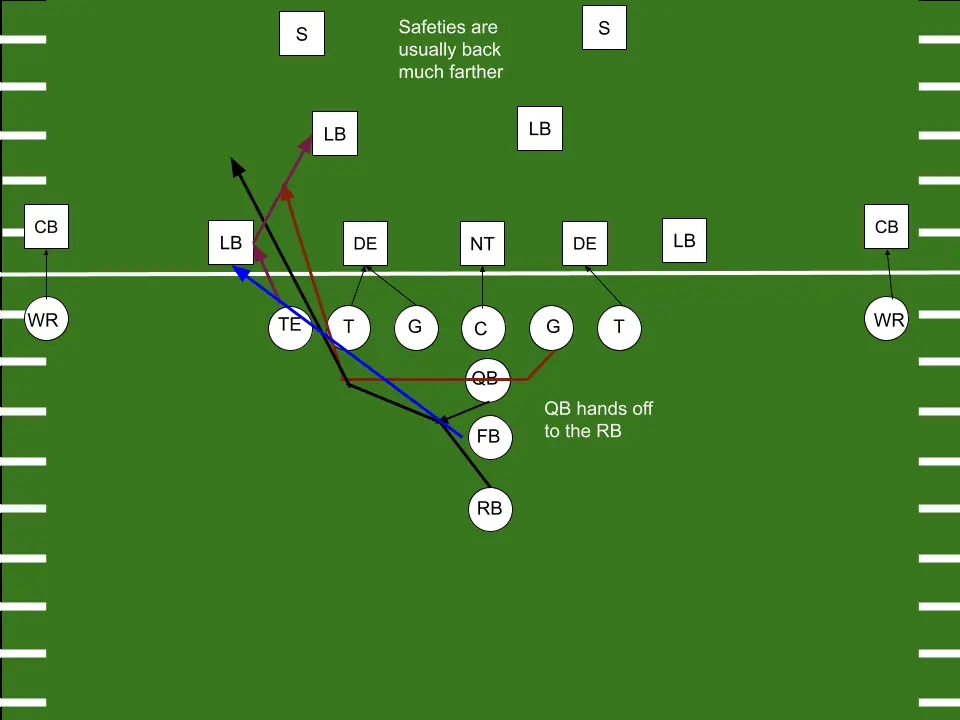 S
Safeties are
usually back
much farther
S
LB
LB
CB
LB
DE
NT
DE
LB
CB
WR
TE
T
G
C
G
T
WR
QB
QB hands off
to the RB
FB
RB